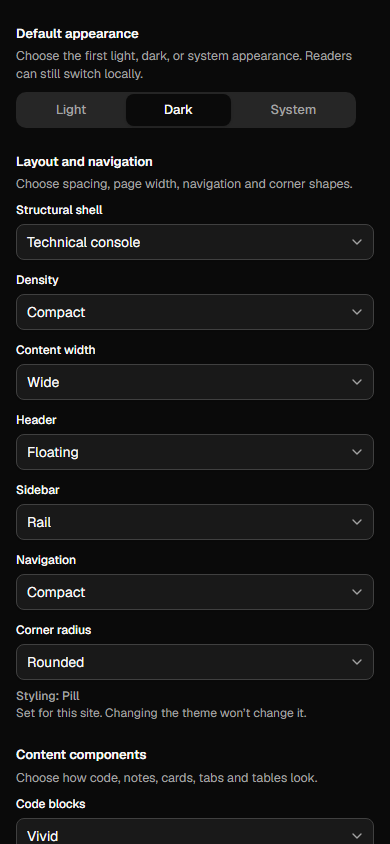 Default appearance
Choose the first light, dark, or system appearance. Readers
can still switch locally.
Light Dark System
Layout and navigation
Choose spacing, page width, navigation and corner shapes.
Structural shell
Technical console
Density
Compact
Content width
Wide
Header
Floating
Sidebar
Rail
Navigation
Compact
Corner radius
Rounded
Styling: Pill
Set for this site. Changing the theme won't change it.
Content components
Choose how code, notes, cards, tabs and tables look.
Code blocks
Vivid